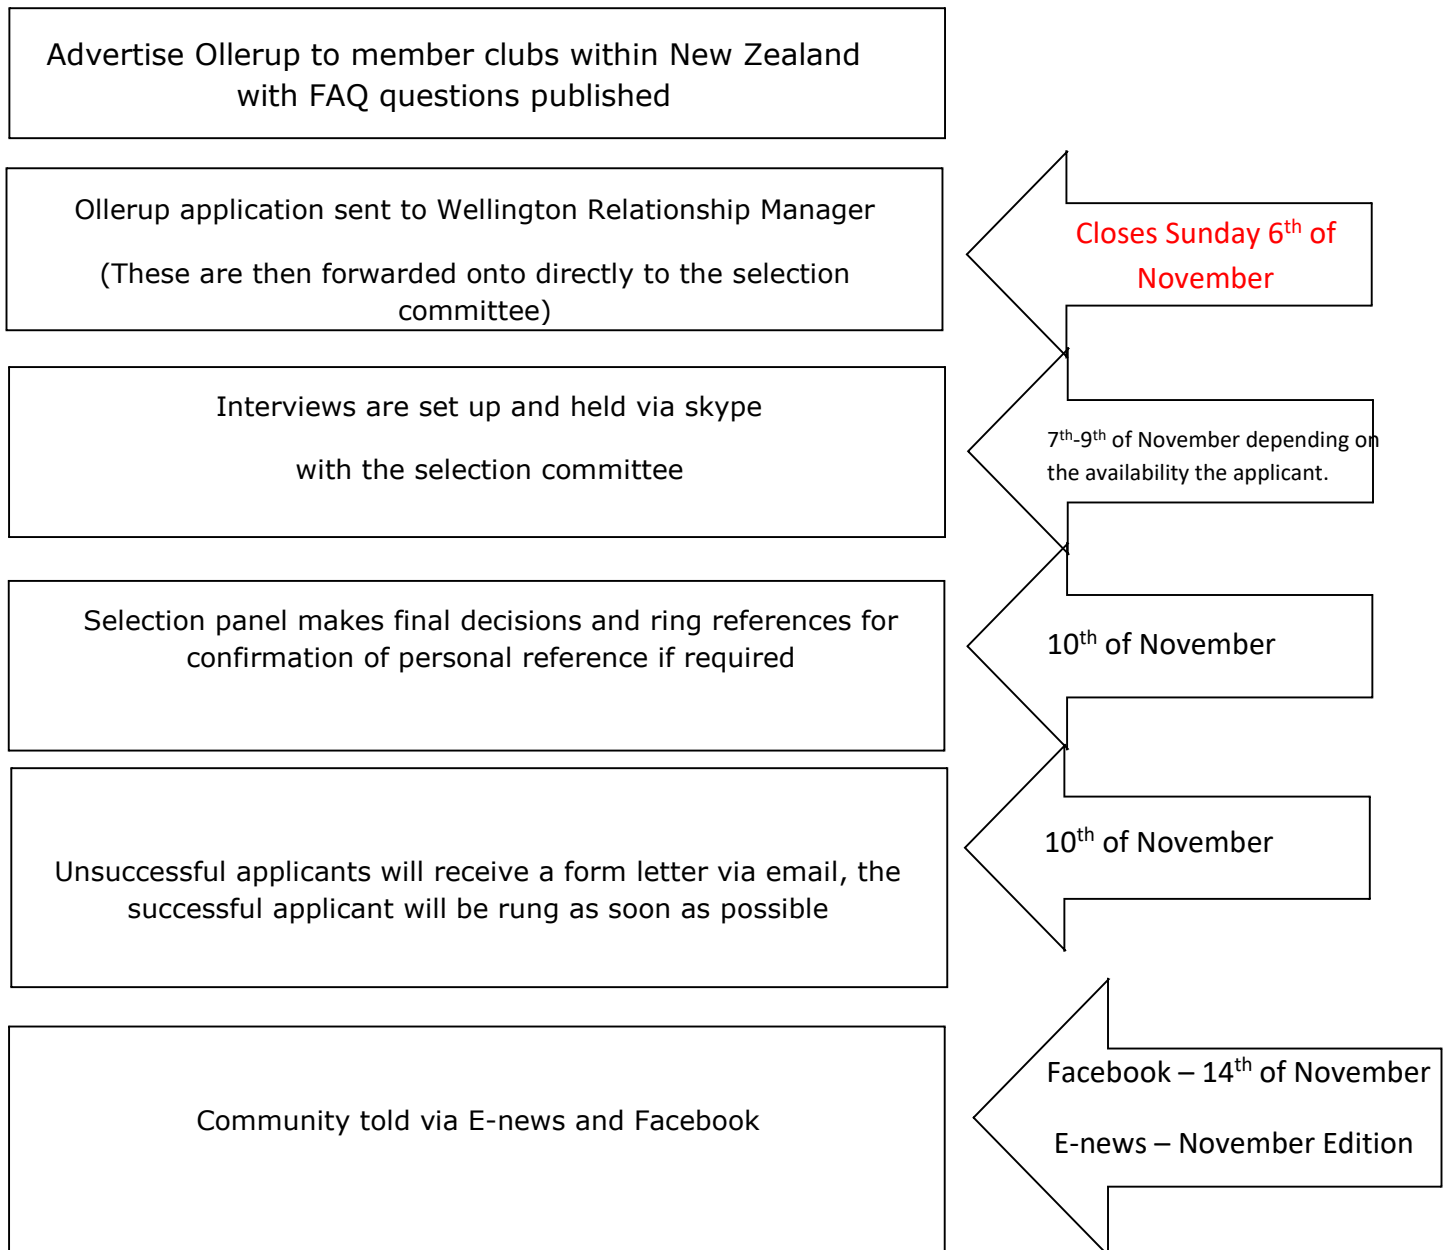 Advertise Ollerup to member clubs within New Zealand
with FAQ questions published
Ollerup application sent to Wellington Relationship Manager
(These are then forwarded onto directly to the selection
committee)
Closes Sunday 6th of
November
Interviews are set up and held via skype
with the selection committee
7th-9th of November depending on
the availability the applicant.
Selection panel makes final decisions and ring references for
confirmation of personal reference if required
10th of November
Unsuccessful applicants will receive a form letter via email, the
successful applicant will be rung as soon as possible
10th of November
Community told via E-news and Facebook
Facebook – 14th of November
E-news – November Edition